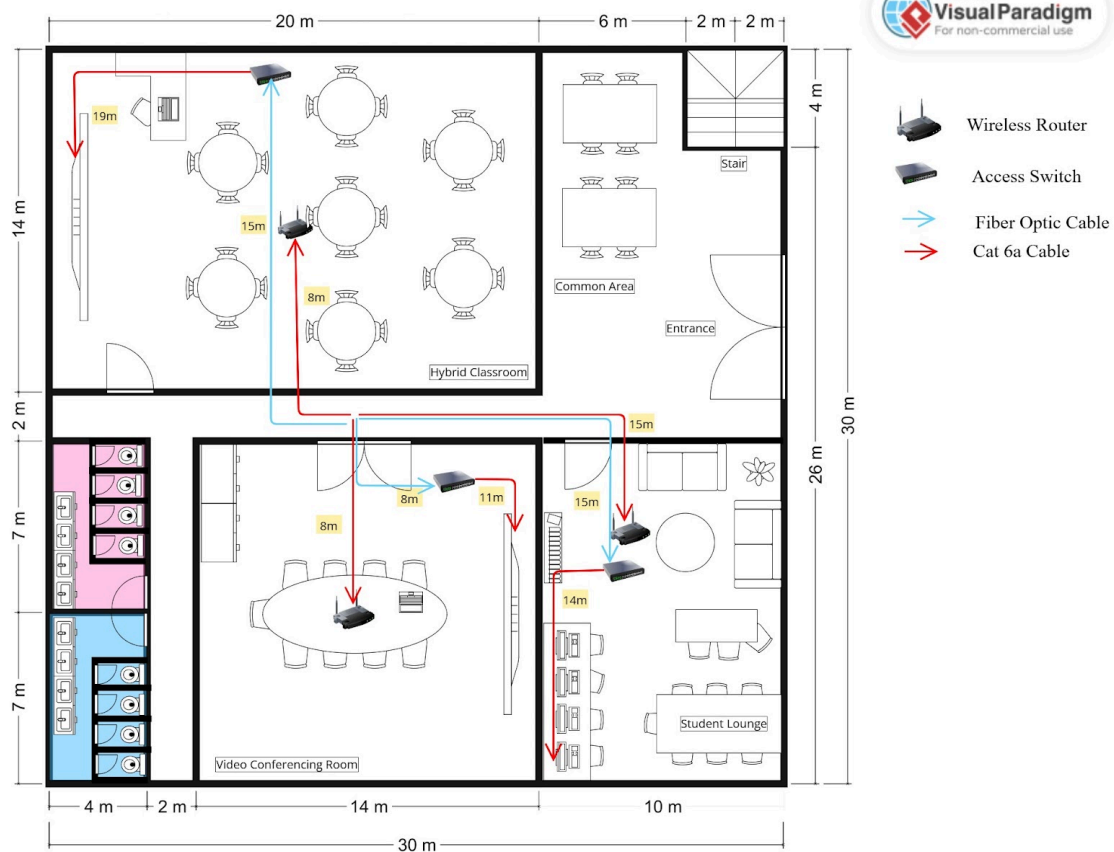 20 m
6 m
2 m
2 m
VisualParadigm
For non-commercial use
14 m
4 m
19m
Wireless Router
Stair
Access Switch
15m
Fiber Optic Cable
Cat 6a Cable
Common Area
8m
Entrance
Hybrid Classroom
2 m
30 m
15m
26 m
7 m
8m
11m
15m
8m
14m
7 m
Student Lounge
Video Conferencing Room
4 m
2 m
14 m
10 m
30 m